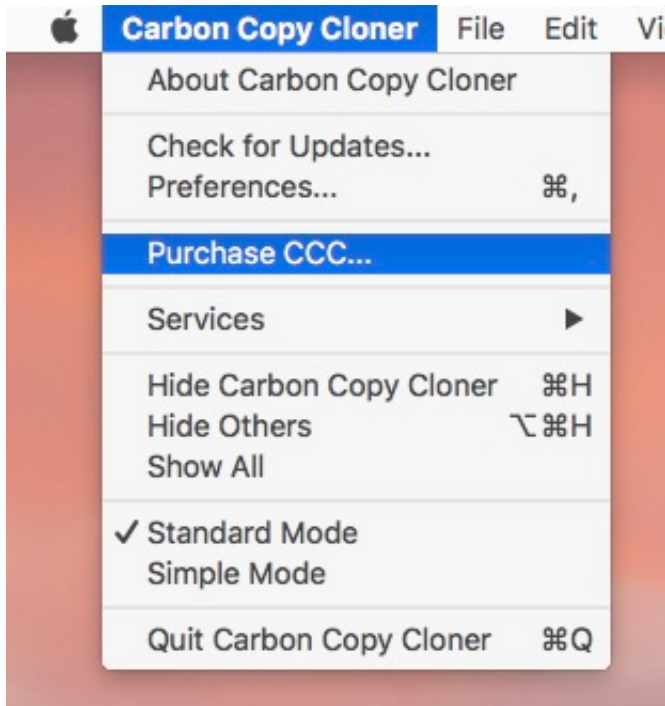 Carbon Copy Cloner File Edit
About Carbon Copy Cloner
Check for Updates...
Preferences... ⌘,
Purchase CCC...
Services ▶
Hide Carbon Copy Cloner ⌘H
Hide Others ⌥⌘H
Show All
✓ Standard Mode
Simple Mode
Quit Carbon Copy Cloner ⌘Q